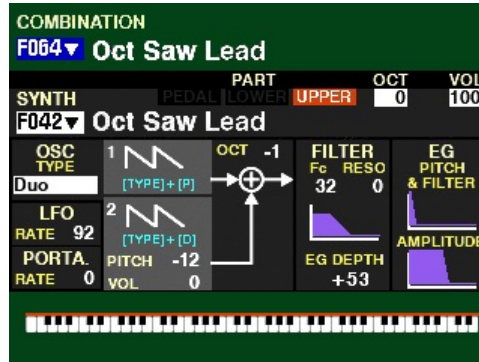 COMBINATION
F064▼ Oct Saw Lead
PART OCT VOL
SYNTH PEDAL LOWER UPPER 0 100
F042▼ Oct Saw Lead
OSC
TYPE
Duo
LFO
RATE 92
PORTA.
RATE 0
1
[TYPE]+[P]
2
[TYPE]+[D]
PITCH -12
VOL 0
OCT -1
FILTER
Fc RESO
32 0
EG DEPTH
+53
EG
PITCH
& FILTER
AMPLITUDE